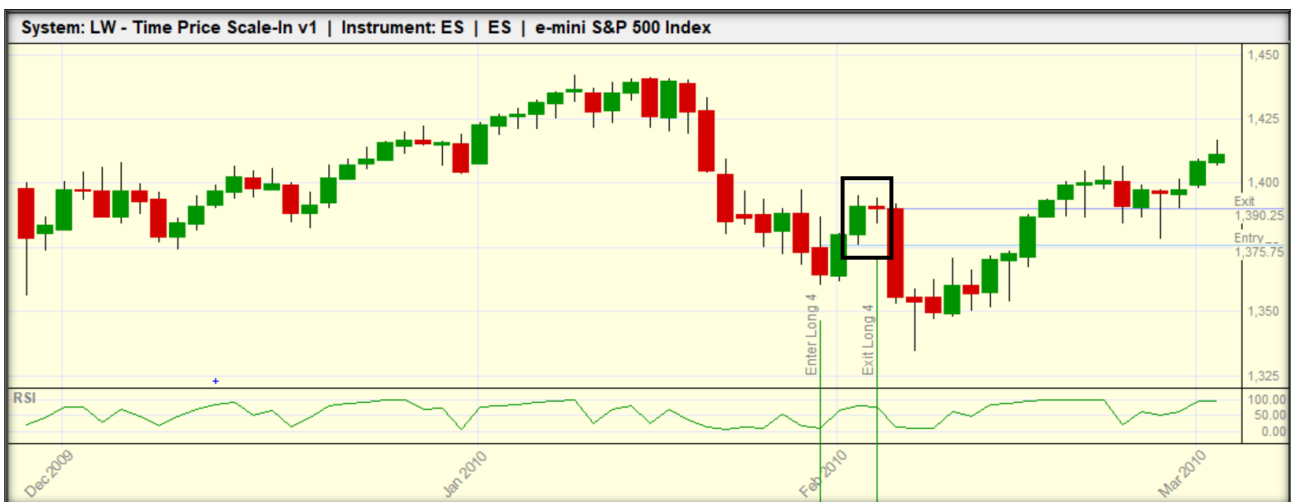 System: LW - Time Price Scale-In v1 | Instrument: ES | ES | e-mini S&P 500 Index
1,450
1,425
1,400
Exit
1,390.25
Entry
1,375.75
1,350
1,325
Enter Long 4
Exit Long 4
RSI
100.00
50.00
0.00
Dec 2009
Jan 2010
Feb 2010
Mar 2010